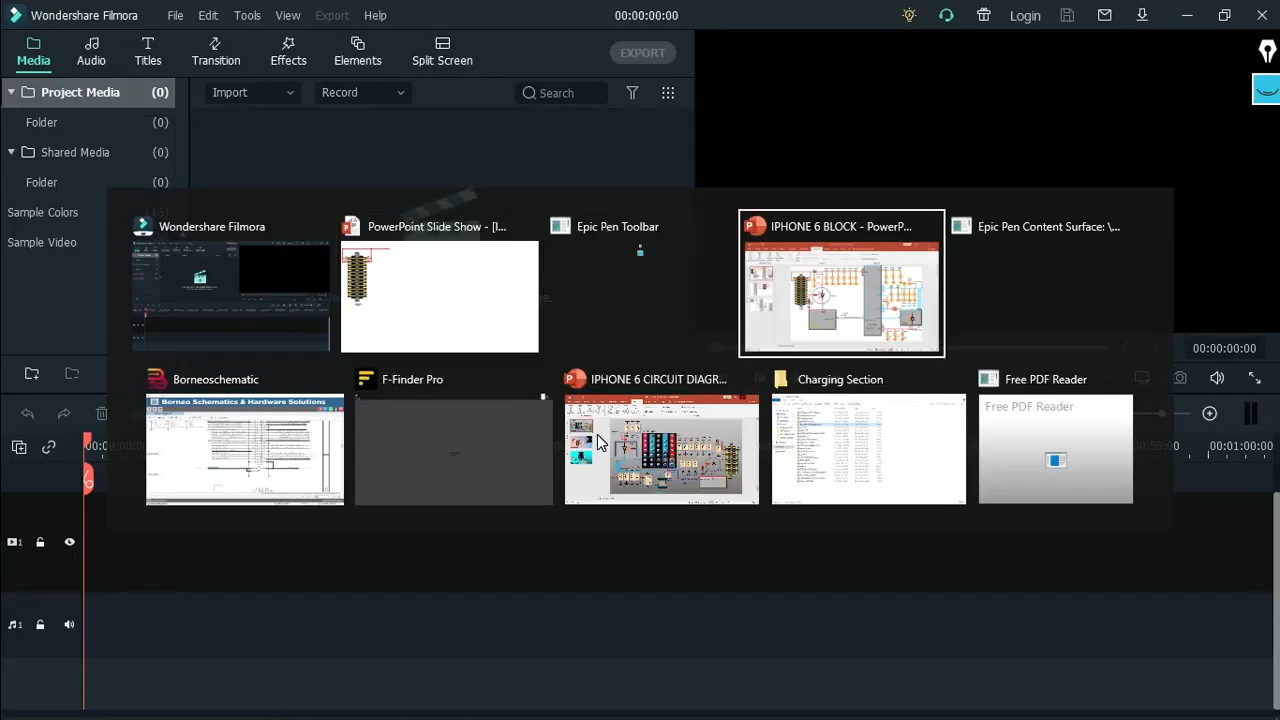 Wondershare Filmora
File
Edit
Tools
View
Export
Help
00:00:00:00
Login
Media
Audio
Titles
Transition
Effects
Elements
Split Screen
EXPORT
Project Media (0)
Import
Record
Search
Folder (0)
Shared Media (0)
Folder (0)
Sample Colors
Sample Video
Wondershare Filmora
PowerPoint Slide Show - [I...
Epic Pen Toolbar
IPHONE 6 BLOCK - PowerP...
Epic Pen Content Surface: \...
00:00:00:00
Borneoschematic
F-Finder Pro
IPHONE 6 CIRCUIT DIAGR...
Charging Section
Free PDF Reader
Borneo Schematics & Hardware Solutions
Free PDF Reader
01:00:00:00
1
1